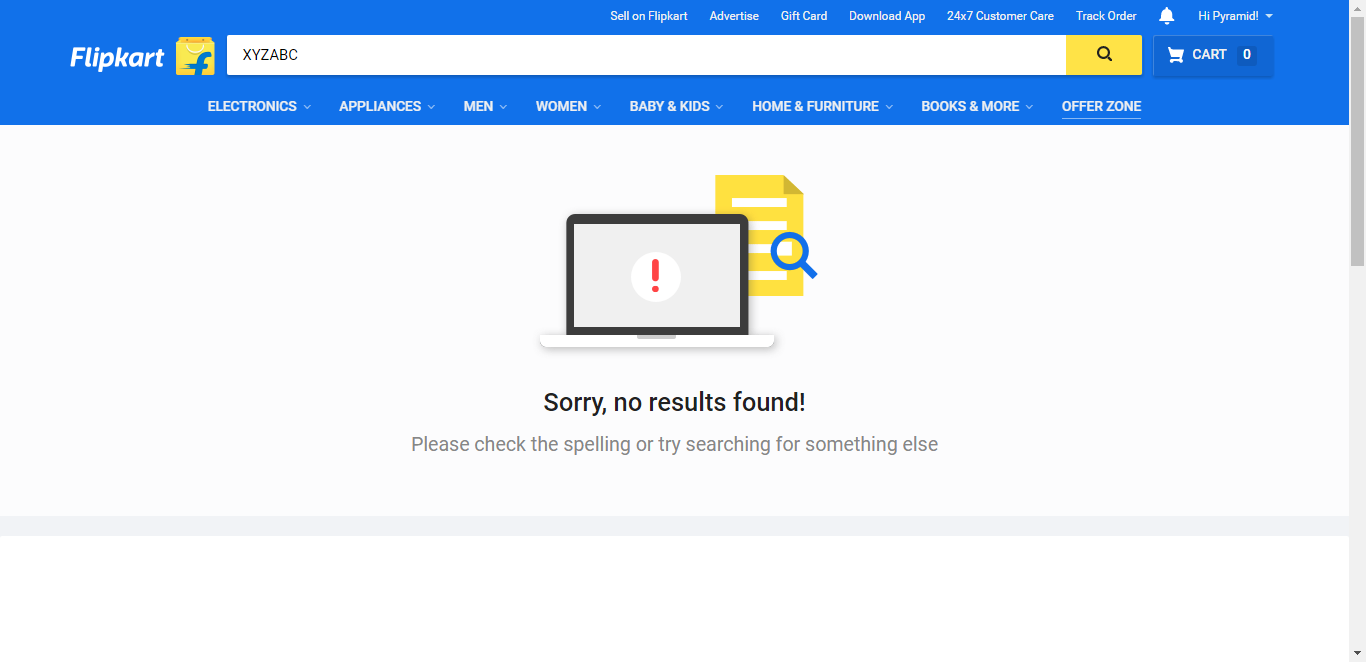 Sell on Flipkart Advertise Gift Card Download App 24x7 Customer Care Track Order Hi Pyramid!
Flipkart XYZABC CART 0
ELECTRONICS APPLIANCES MEN WOMEN BABY & KIDS HOME & FURNITURE BOOKS & MORE OFFER ZONE
Sorry, no results found!
Please check the spelling or try searching for something else